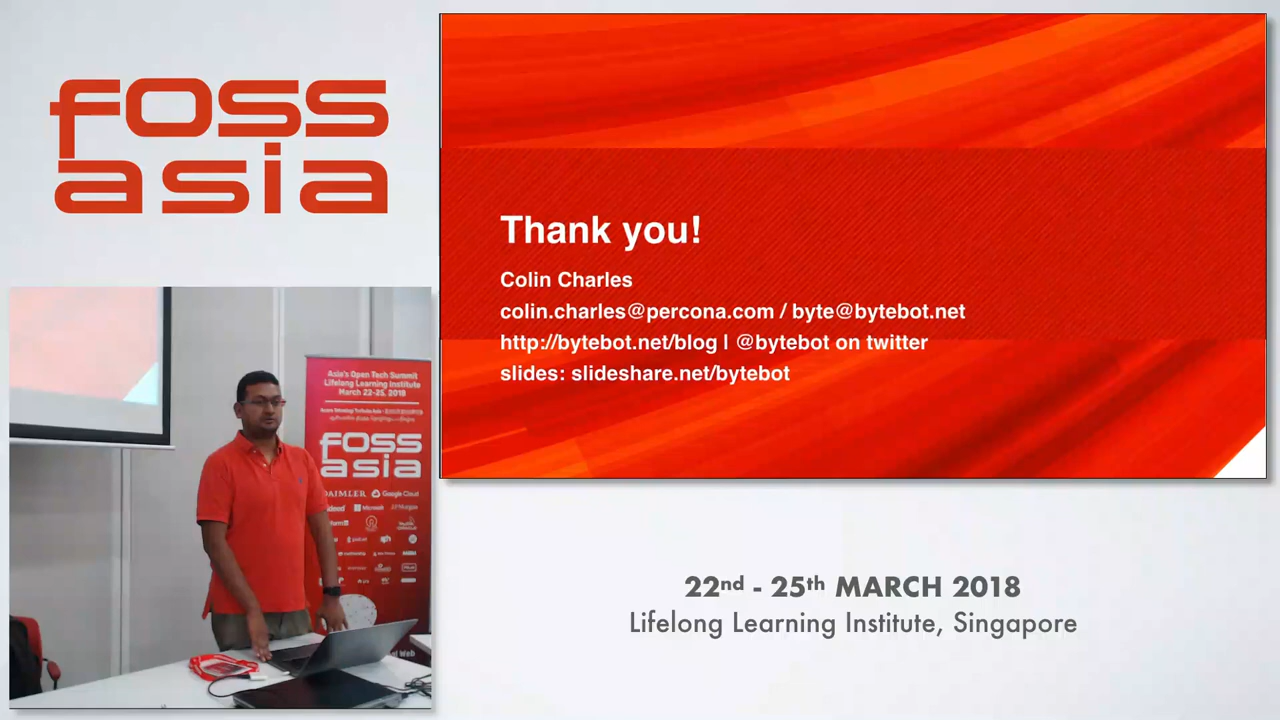 foss
asia
Thank you!
Colin Charles
colin.charles@percona.com / byte@bytebot.net
http://bytebot.net/blog | @bytebot on twitter
slides: slideshare.net/bytebot
Asia's Open Tech Summit
Lifelong Learning Institute
March 22-25, 2018
foss
asia
DAIMLER Google Cloud
Microsoft J.P.Morgan
22nd - 25th MARCH 2018
Lifelong Learning Institute, Singapore